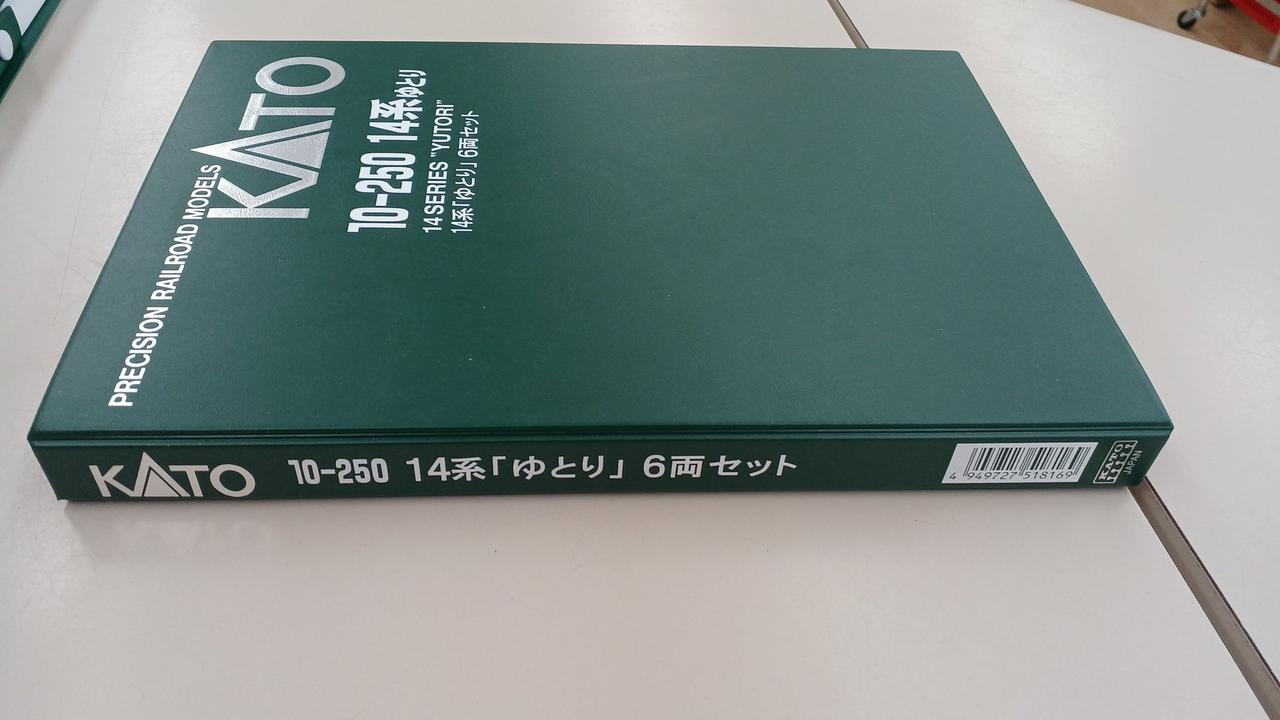 PRECISION RAILROAD MODELS
KATO
10-250 14系ゆとり
14 SERIES "YUTORI"
14系「ゆとり」6両セット
KATO 10-250 14系「ゆとり」6両セット
4 949727 518169
KATO
JAPAN